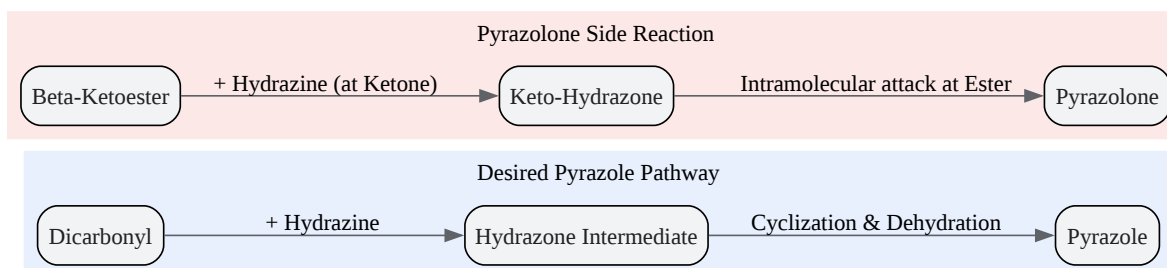 Pyrazolone Side Reaction
Beta-Ketoester
+ Hydrazine (at Ketone)
Keto-Hydrazone
Intramolecular attack at Ester
Pyrazolone
Desired Pyrazole Pathway
Dicarbonyl
+ Hydrazine
Hydrazone Intermediate
Cyclization & Dehydration
Pyrazole